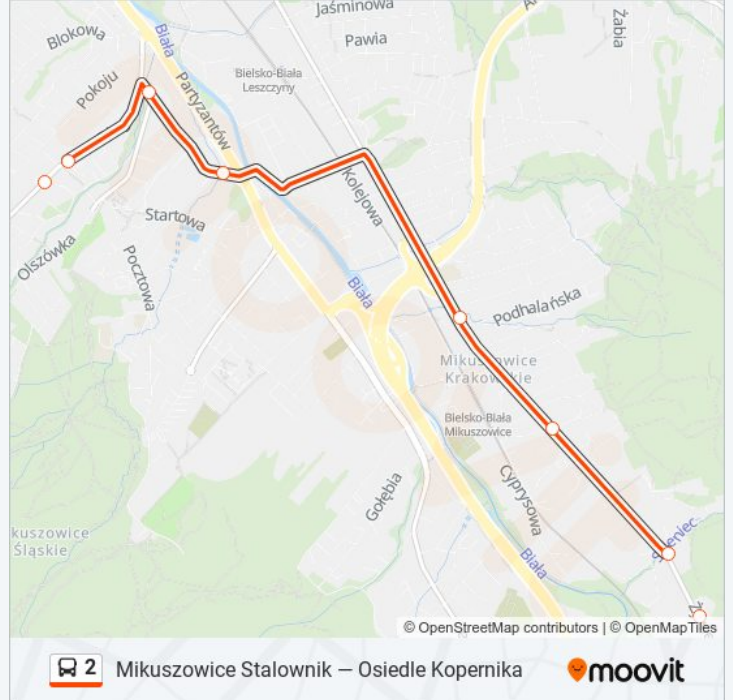 Jaśminowa
Żabia
Blokowa
Biała
Pawia
Pokoju
Partyzantów
Bielsko-Biała
Leszczyny
Kolejowa
Startowa
Olszówka
Pocztowa
Biała
Podhalańska
Mikuszowice
Krakowskie
Bielsko-Biała
Mikuszowice
Gołębia
Cyprysowa
kuszowice
Śląskie
Biała
© OpenStreetMap contributors | © OpenMapTiles
2 Mikuszowice Stalownik — Osiedle Kopernika
moovit